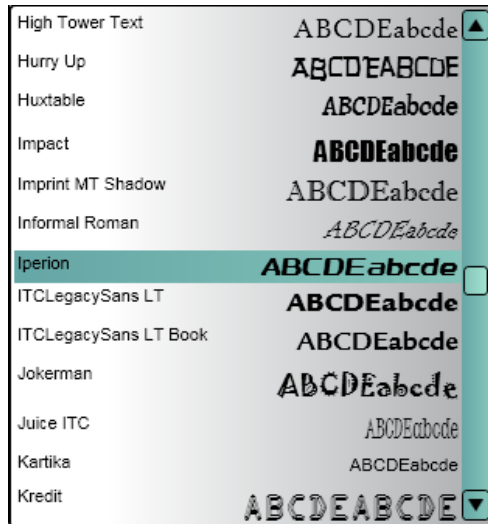 High Tower Text ABCDEabcde
Hurry Up ABCDEABCDE
Huxtable ABCDEabcde
Impact ABCDEabcde
Imprint MT Shadow ABCDEabcde
Informal Roman ABCDEabcde
Iperion ABCDEabcde
ITCLegacySans LT ABCDEabcde
ITCLegacySans LT Book ABCDEabcde
Jokerman ABCDEabcde
Juice ITC ABCDEabcde
Kartika ABCDEabcde
Kredit ABCDEABCDE